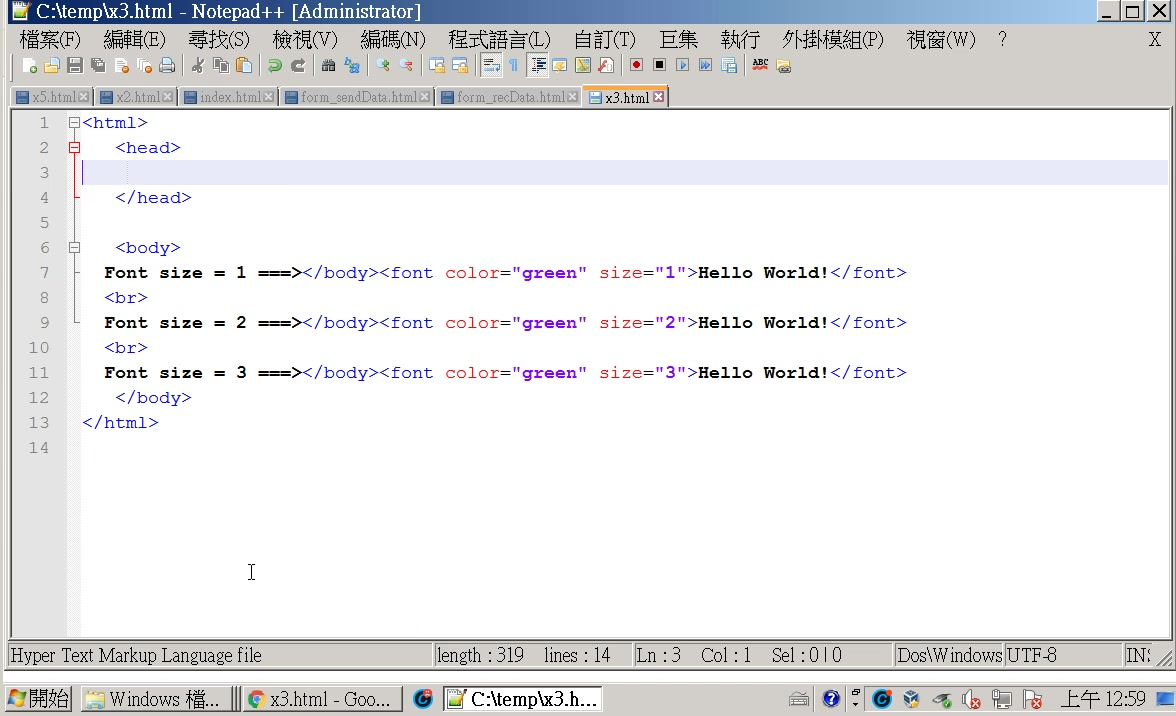 C:\temp\x3.html - Notepad++ [Administrator]
檔案(F) 編輯(E) 尋找(S) 檢視(V) 編碼(N) 程式語言(L) 自訂(T) 巨集 執行 外掛模組(P) 視窗(W) ? X
ABC
x5.html x2.html index.html form_sendData.html form_recData.html x3.html
1 <html>
2 <head>
3
4 </head>
5
6 <body>
7 Font size = 1 ===></body><font color="green" size="1">Hello World!</font>
8 <br>
9 Font size = 2 ===></body><font color="green" size="2">Hello World!</font>
10 <br>
11 Font size = 3 ===></body><font color="green" size="3">Hello World!</font>
12 </body>
13 </html>
14
Hyper Text Markup Language file length : 319 lines : 14 Ln : 3 Col : 1 Sel : 0 | 0 Dos\Windows UTF-8 INS
開始 Windows 檔... x3.html - Goo... C:\temp\x3.h... 上午 12:59